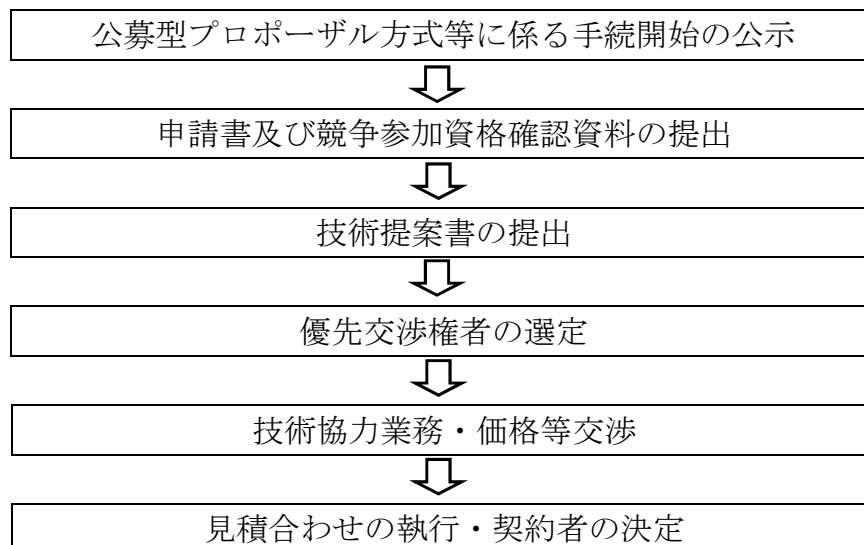 公募型プロポーザル方式等に係る手続開始の公示
申請書及び競争参加資格確認資料の提出
技術提案書の提出
優先交渉権者の選定
技術協力業務・価格等交渉
見積合わせの執行・契約者の決定